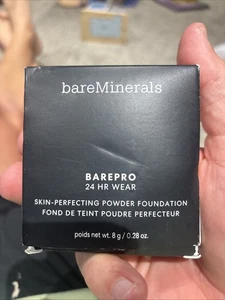 bareMinerals
BAREPRO
24 HR WEAR
SKIN-PERFECTING POWDER FOUNDATION
FOND DE TEINT POUDRE PERFECTEUR
poids net wt. 8 g / 0.28 oz.